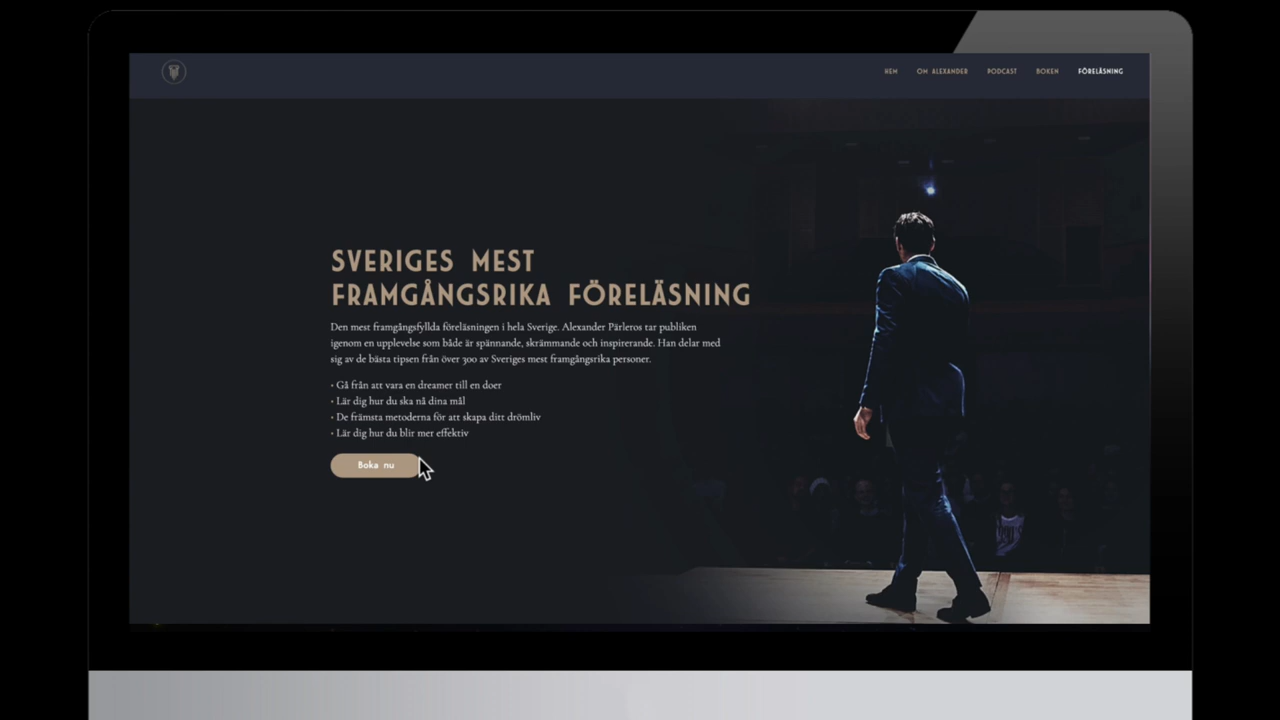 HEM OM ALEXANDER PODCAST BOKEN FÖRELÄSNING
SVERIGES MEST
FRAMGÅNGSRIKA FÖRELÄSNING
Den mest framgångsfyllda föreläsningen i hela Sverige. Alexander Pärleros tar publiken
igenom en upplevelse som både är spännande, skrämmande och inspirerande. Han delar med
sig av de bästa tipsen från över 300 av Sveriges mest framgångsrika personer.
• Gå från att vara en dreamer till en doer
• Lär dig hur du ska nå dina mål
• De främsta metoderna för att skapa ditt drömliv
• Lär dig hur du blir mer effektiv
Boka nu